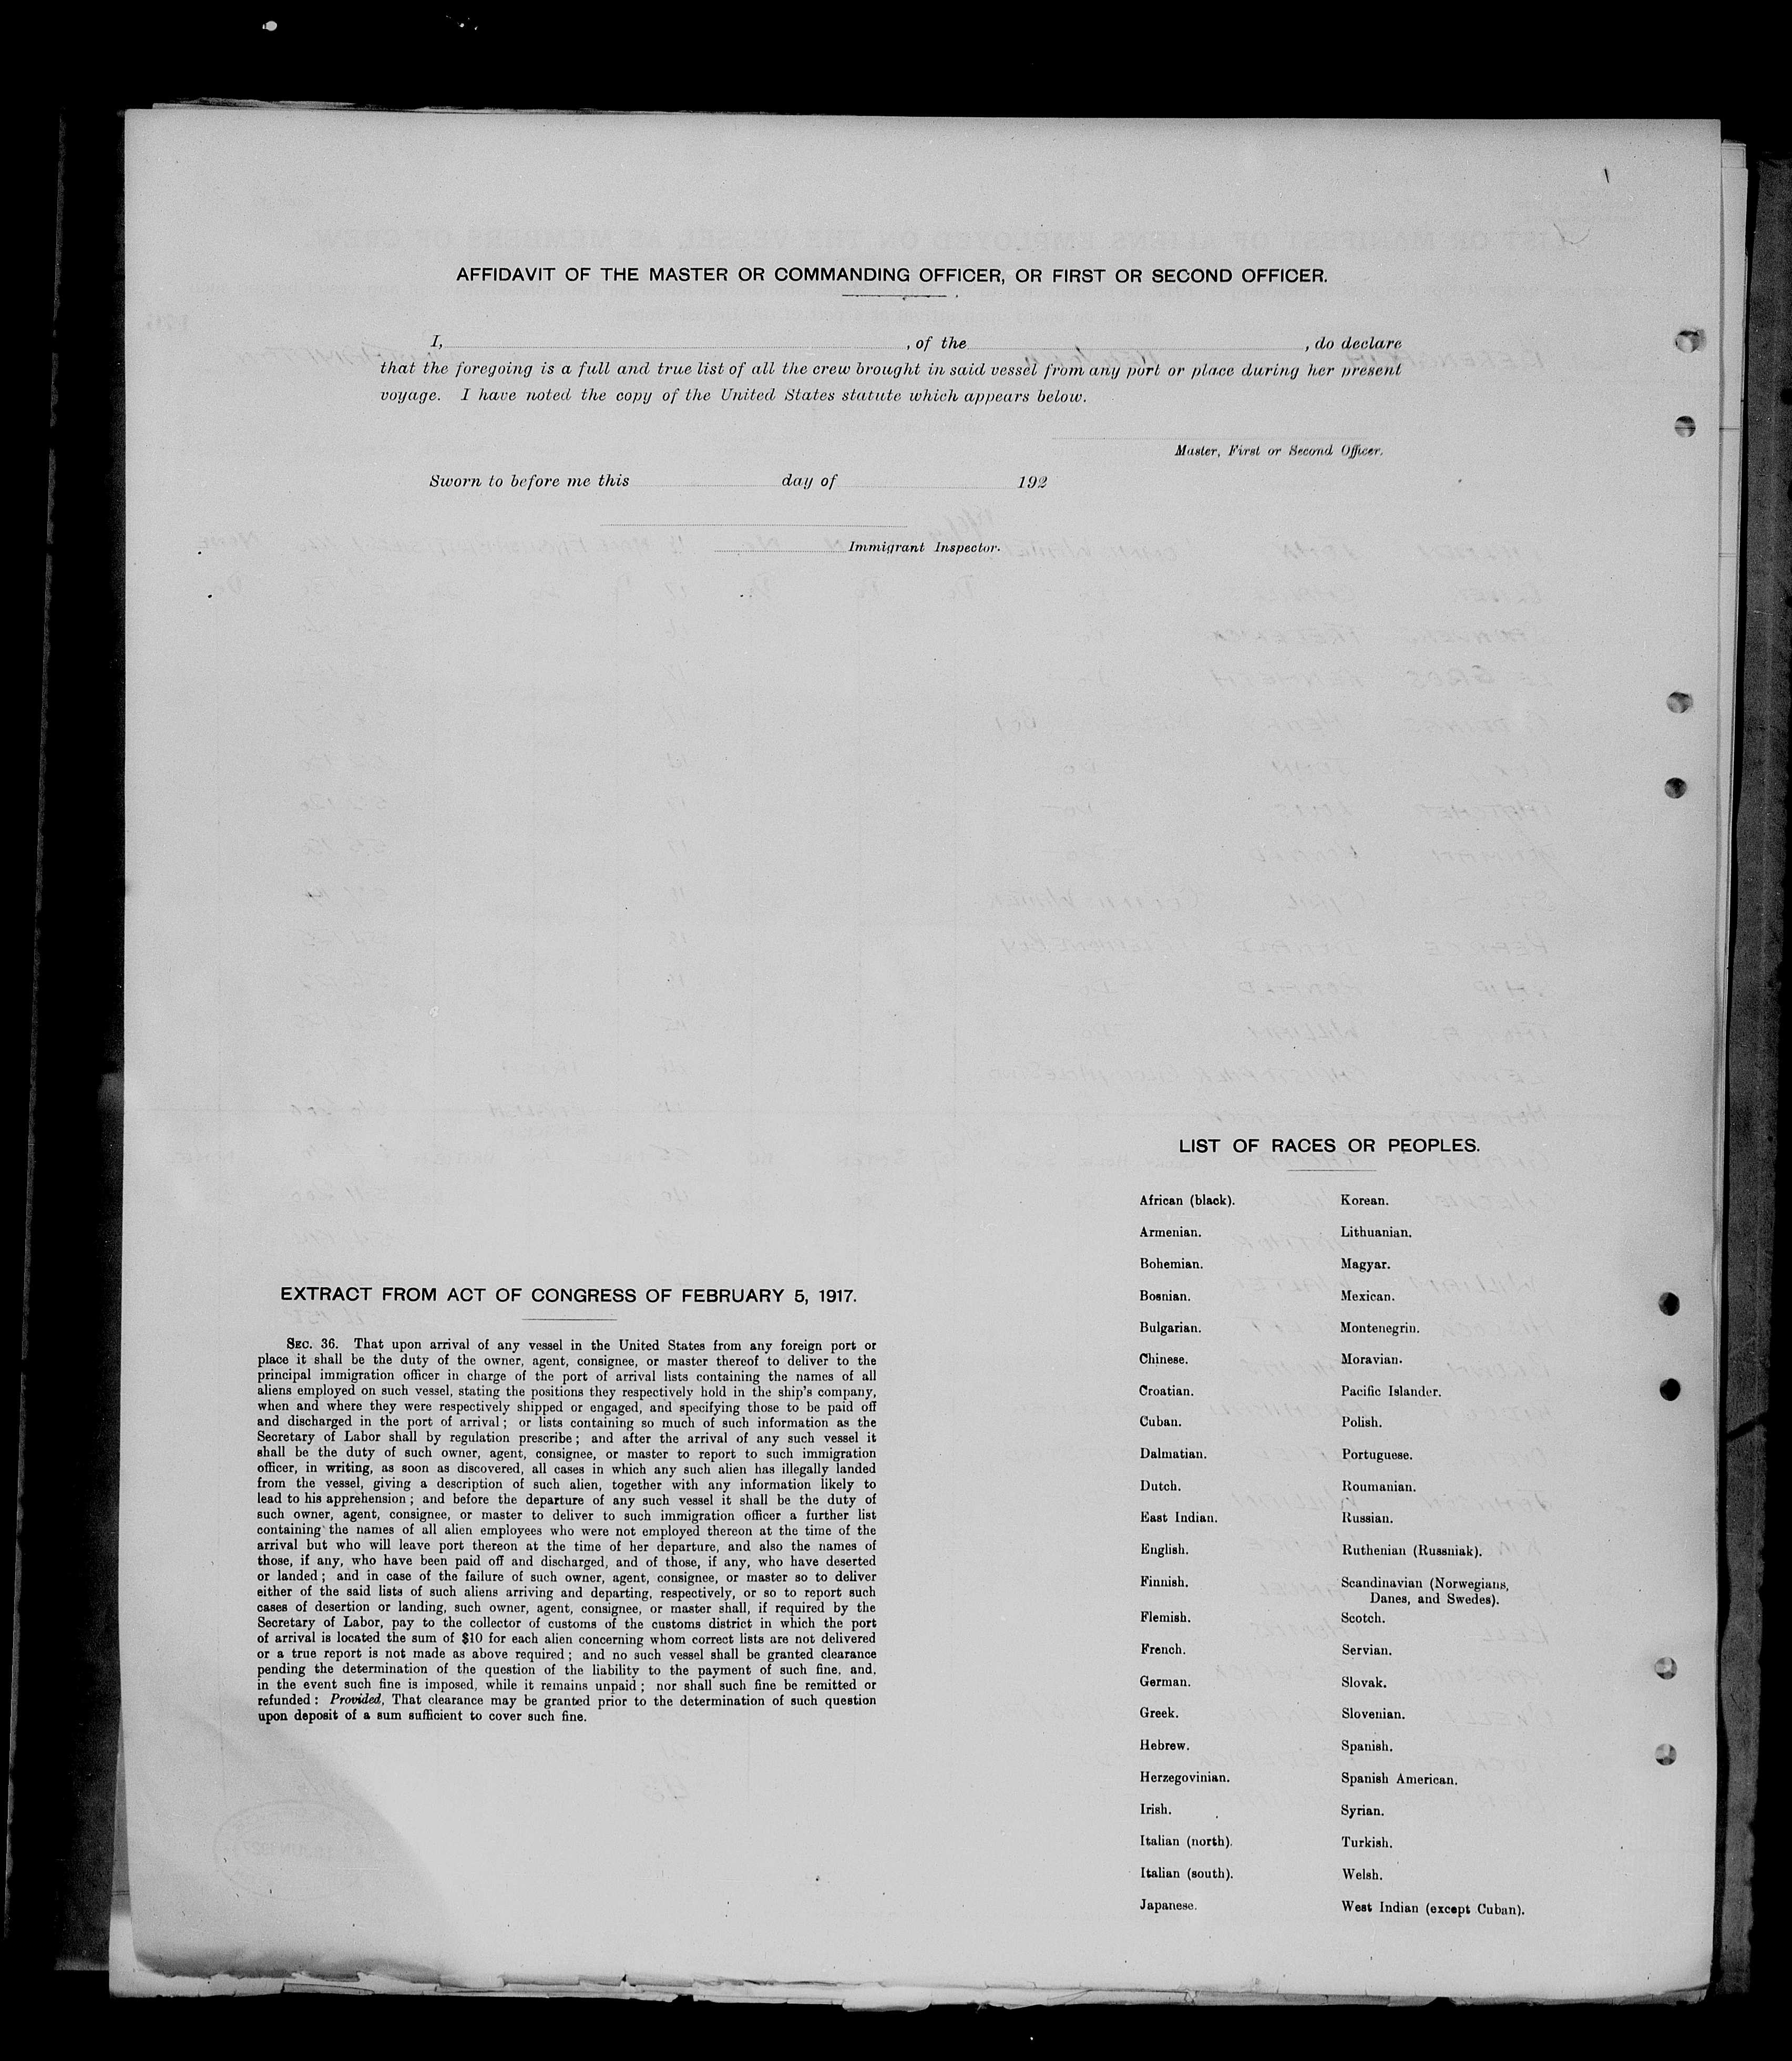 AFFIDAVIT OF THE MASTER OR COMMANDING OFFICER, OR FIRST OR SECOND OFFICER.
I, , of the , do declare
that the foregoing is a full and true list of all the crew brought in said vessel from any port or place during her present
voyage. I have noted the copy of the United States statute which appears below.
Master, First or Second Officer.
Sworn to before me this day of 192
Immigrant Inspector.
EXTRACT FROM ACT OF CONGRESS OF FEBRUARY 5, 1917.
SEC. 36. That upon arrival of any vessel in the United States from any foreign port or
place it shall be the duty of the owner, agent, consignee, or master thereof to deliver to the
principal immigration officer in charge of the port of arrival lists containing the names of all
aliens employed on such vessel, stating the positions they respectively hold in the ship's company,
when and where they were respectively shipped or engaged, and specifying those to be paid off
and discharged in the port of arrival; or lists containing so much of such information as the
Secretary of Labor shall by regulation prescribe; and after the arrival of any such vessel it
shall be the duty of such owner, agent, consignee, or master to report to such immigration
officer, in writing, as soon as discovered, all cases in which any such alien has illegally landed
from the vessel, giving a description of such alien, together with any information likely to
lead to his apprehension; and before the departure of any such vessel it shall be the duty of
such owner, agent, consignee, or master to deliver to such immigration officer a further list
containing the names of all alien employees who were not employed thereon at the time of the
arrival but who will leave port thereon at the time of her departure, and also the names of
those, if any, who have been paid off and discharged, and of those, if any, who have deserted
or landed; and in case of the failure of such owner, agent, consignee, or master so to deliver
either of the said lists of such aliens arriving and departing, respectively, or so to report such
cases of desertion or landing, such owner, agent, consignee, or master shall, if required by the
Secretary of Labor, pay to the collector of customs of the customs district in which the port
of arrival is located the sum of $10 for each alien concerning whom correct lists are not delivered
or a true report is not made as above required; and no such vessel shall be granted clearance
pending the determination of the question of the liability to the payment of such fine, and,
in the event such fine is imposed, while it remains unpaid; nor shall such fine be remitted or
refunded: Provided, That clearance may be granted prior to the determination of such question
upon deposit of a sum sufficient to cover such fine.
LIST OF RACES OR PEOPLES.
African (black).
Armenian.
Bohemian.
Bosnian.
Bulgarian.
Chinese.
Croatian.
Cuban.
Dalmatian.
Dutch.
East Indian.
English.
Finnish.
Flemish.
French.
German.
Greek.
Hebrew.
Herzegovinian.
Irish.
Italian (north).
Italian (south).
Japanese.
Korean.
Lithuanian.
Magyar.
Mexican.
Montenegrin.
Moravian.
Pacific Islander.
Polish.
Portuguese.
Roumanian.
Russian.
Ruthenian (Russniak).
Scandinavian (Norwegians,
Danes, and Swedes).
Scotch.
Servian.
Slovak.
Slovenian.
Spanish.
Spanish American.
Syrian.
Turkish.
Welsh.
West Indian (except Cuban).